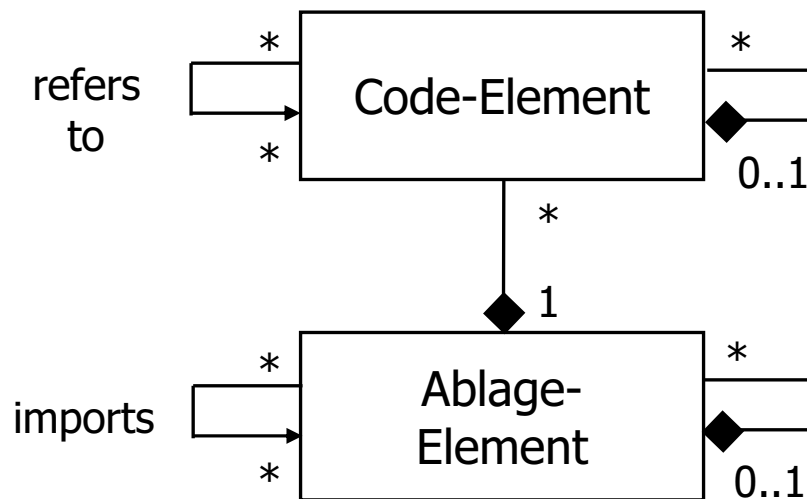 *
*
refers
to
Code-Element
*
0..1
*
*
1
*
*
imports
Ablage-
Element
*
0..1
*